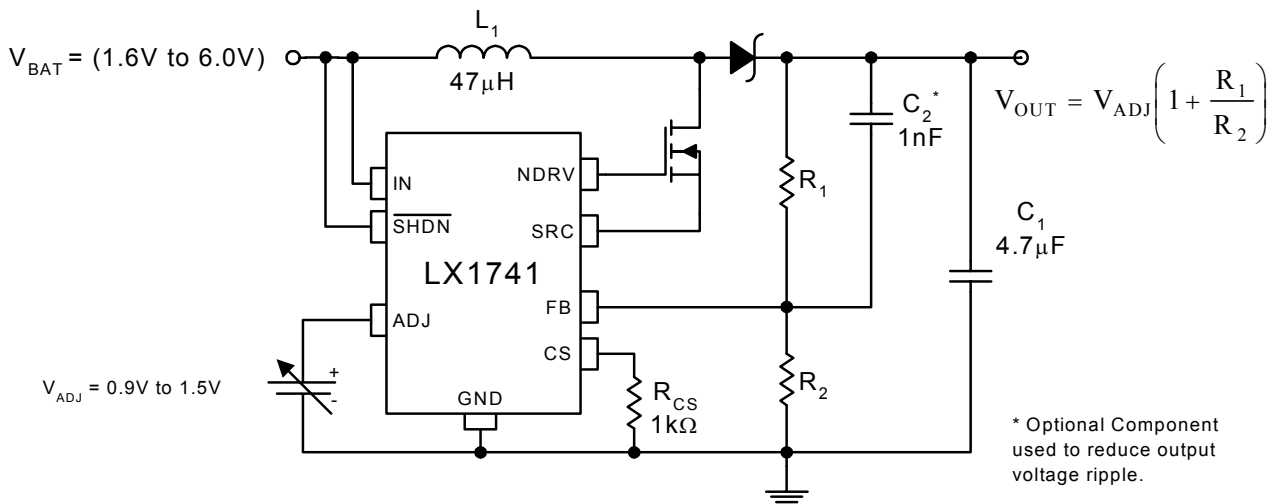 L1
VBAT = (1.6V to 6.0V)
47μH
C2*
1nF
VOUT = VADJ(1 + R1/R2)
IN
NDRV
R1
SHDN
SRC
C1
4.7μF
LX1741
FB
ADJ
CS
VADJ = 0.9V to 1.5V
+
-
GND
RCS
1kΩ
R2
* Optional Component
used to reduce output
voltage ripple.